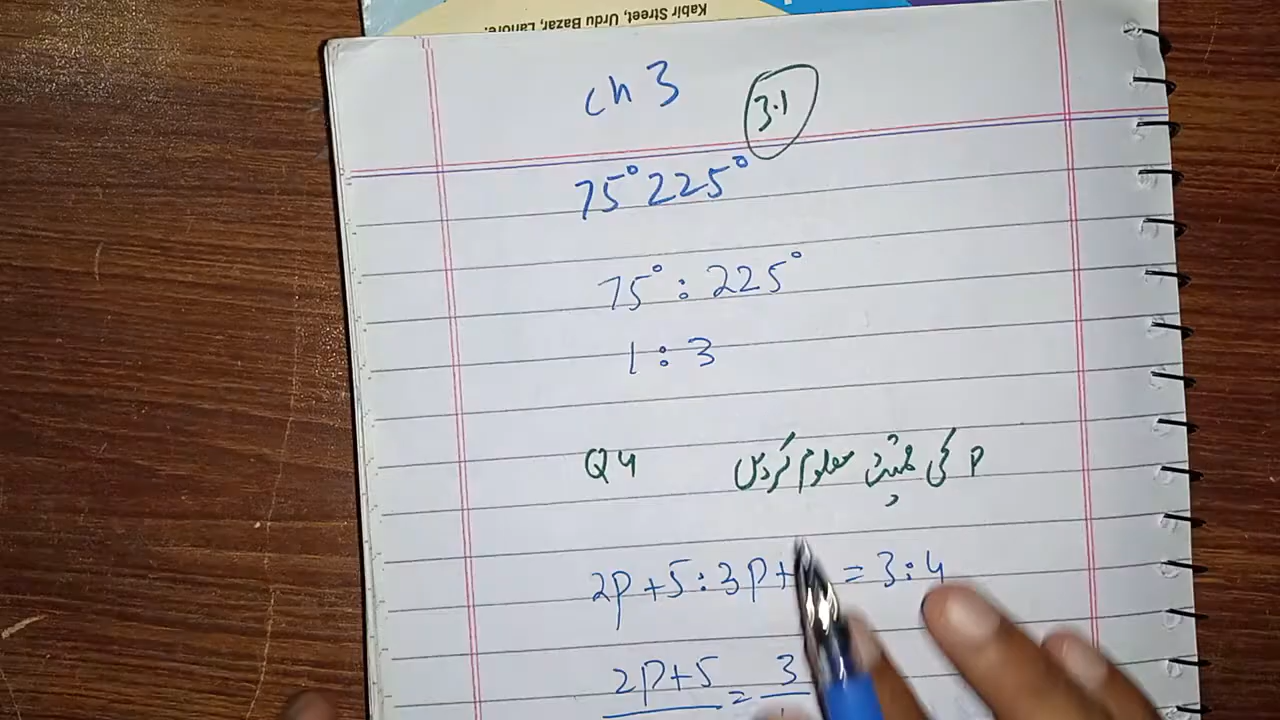 Kabir Street, Urdu Bazar, Lahore.
ch 3
3.1
75° 225°
75° : 225°
1 : 3
Q4 P کی قیمت معلوم کریں
2P+5 : 3P+ = 3:4
2P+5 = 3